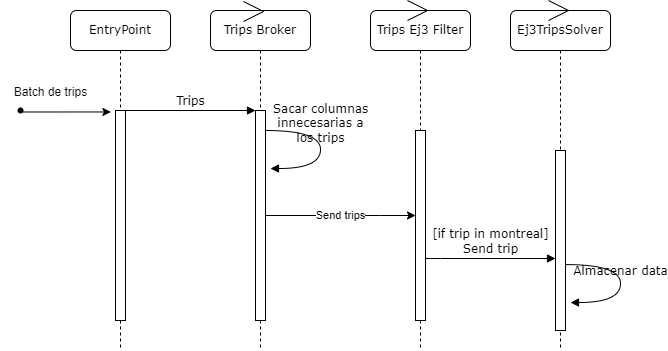 EntryPoint
Trips Broker
Trips Ej3 Filter
Ej3TripsSolver
Batch de trips
Trips
Sacar columnas
innecesarias a
los trips
Send trips
[if trip in montreal]
Send trip
Almacenar data